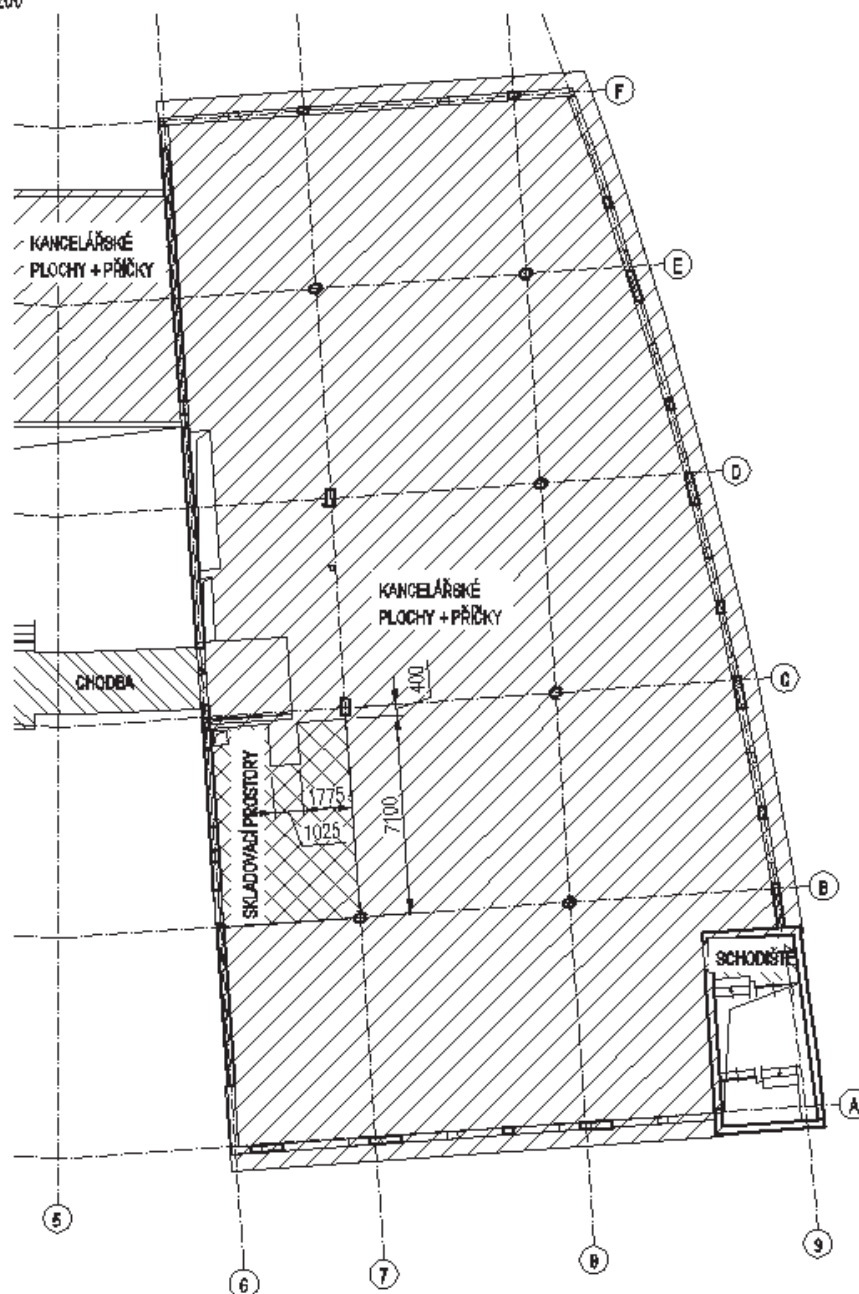 F
KANCELÁŘSKÉ
PLOCHY + PŘÍČKY
E
D
KANCELÁŘSKÉ
PLOCHY + PŘÍČKY
CHODBA
C
400
SKLADOVACÍ PROSTORY
1775
1025
7100
B
SCHODIŠTĚ
A
5
6
7
8
9